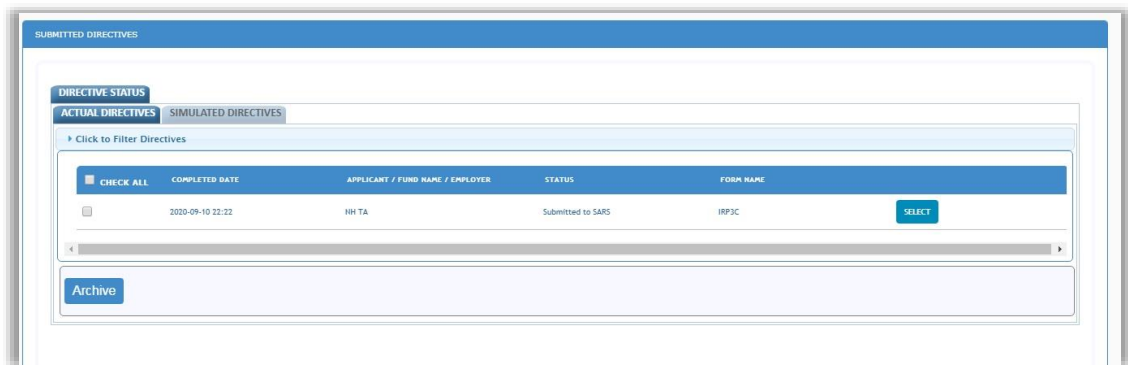 SUBMITTED DIRECTIVES
DIRECTIVE STATUS
ACTUAL DIRECTIVES SIMULATED DIRECTIVES
Click to Filter Directives
CHECK ALL COMPLETED DATE APPLICANT / FUND NAME / EMPLOYER STATUS FORM NAME
2020-09-10 22:22 NH TA Submitted to SARS IRP3C SELECT
Archive